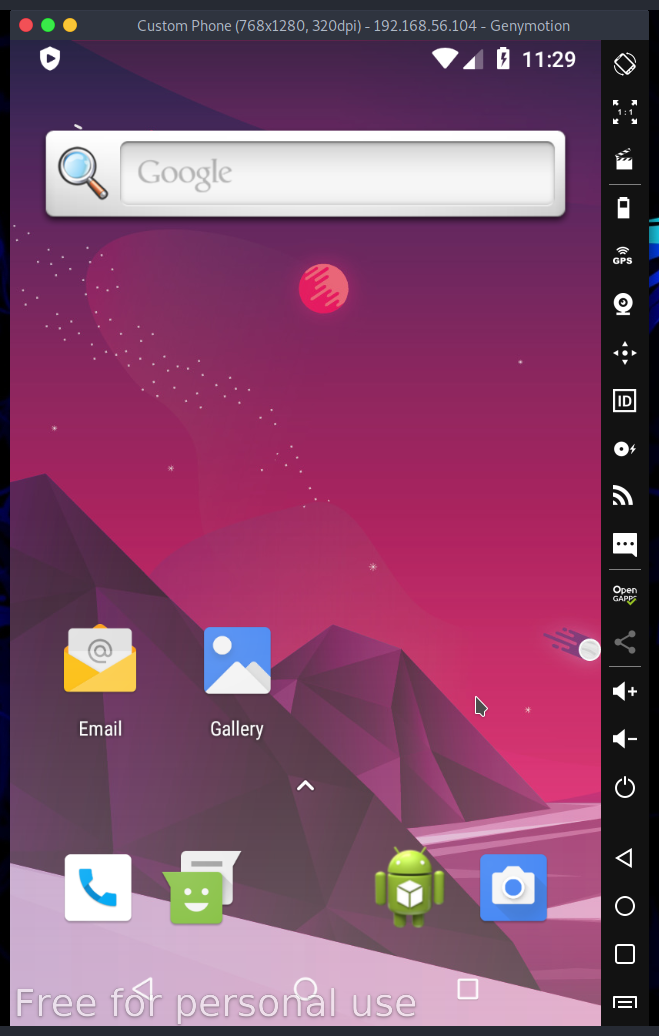 Custom Phone (768x1280, 320dpi) - 192.168.56.104 - Genymotion
11:29
1:1
Google
GPS
ID
Open
GAPPS
Email
Gallery
Free for personal use